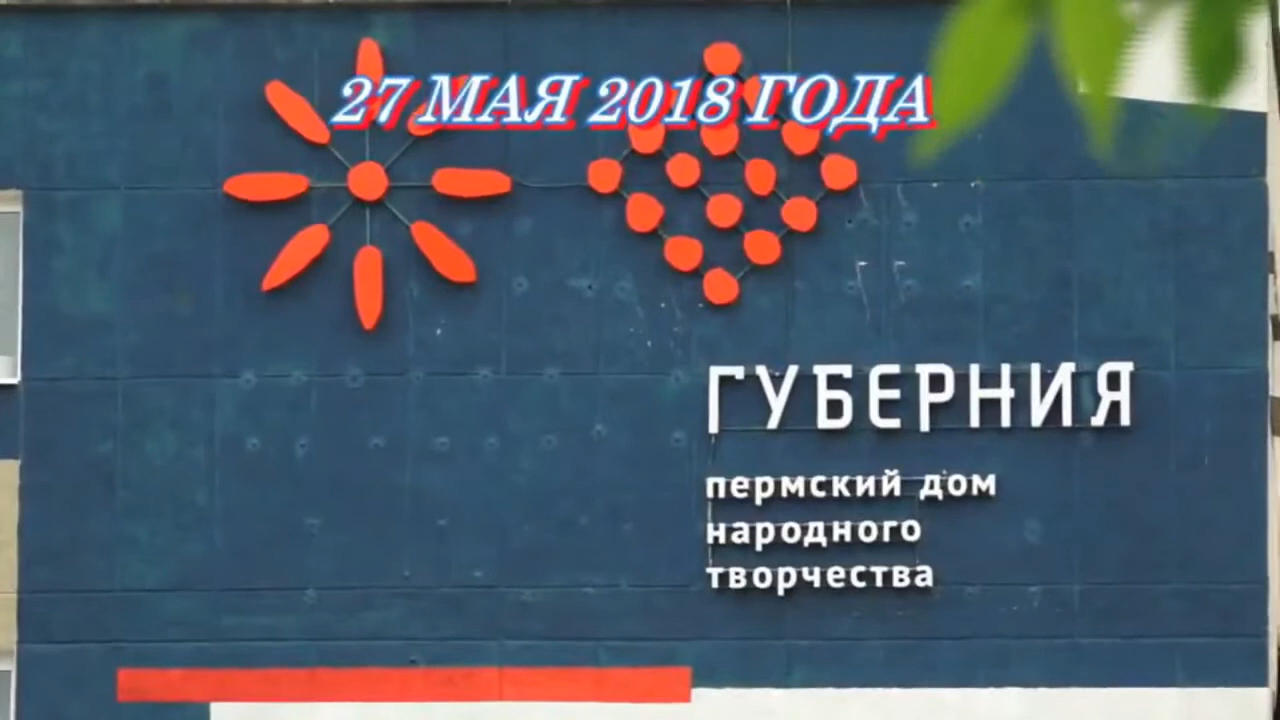 27 МАЯ 2018 ГОДА
ГУБЕРНИЯ
пермский дом
народного
творчества